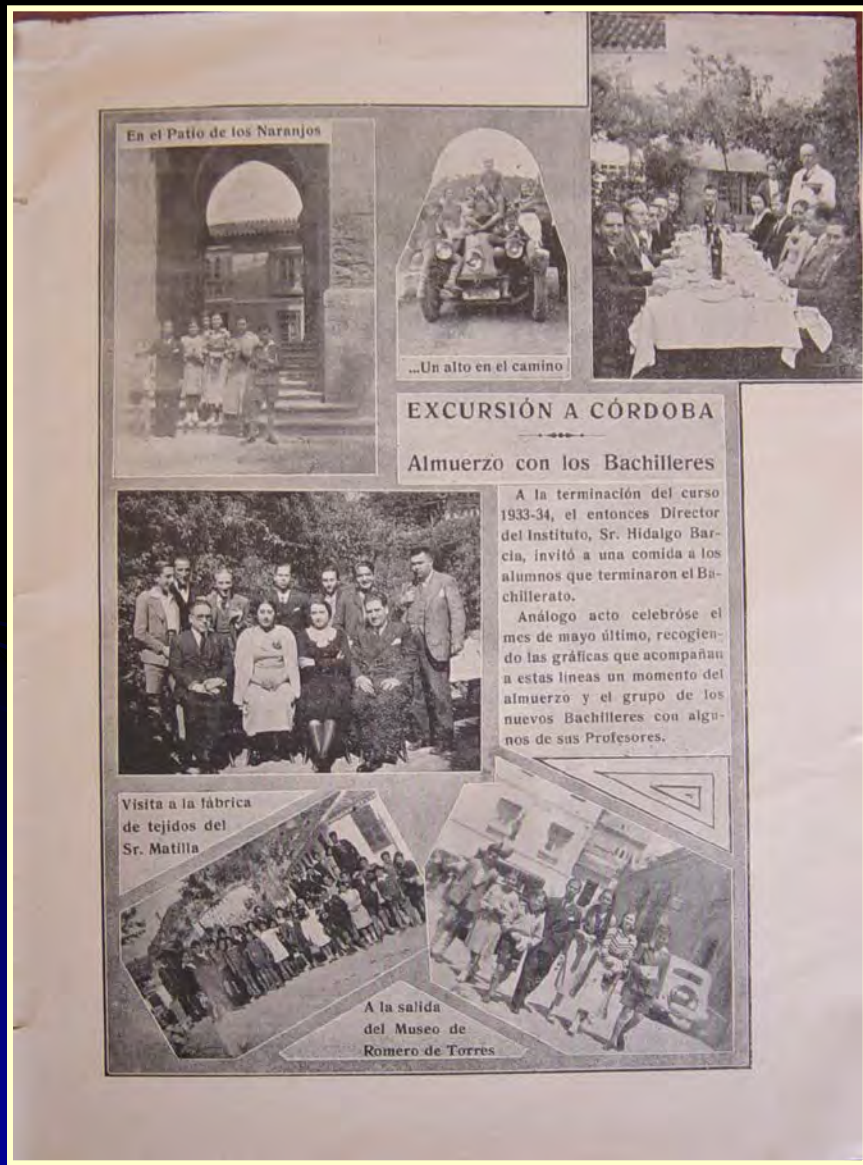 En el Patio de los Naranjos
...Un alto en el camino
EXCURSIÓN A CÓRDOBA
Almuerzo con los Bachilleres
A la terminación del curso
1933-34, el entonces Director
del Instituto, Sr. Hidalgo Bar-
cia, invitó a una comida a los
alumnos que terminaron el Ba-
chillerato.
Análogo acto celebróse el
mes de mayo último, recogien-
do las gráficas que acompañan
a estas líneas un momento del
almuerzo y el grupo de los
nuevos Bachilleres con algu-
nos de sus Profesores.
Visita a la fábrica
de tejidos del
Sr. Matilla
A la salida
del Museo de
Romero de Torres